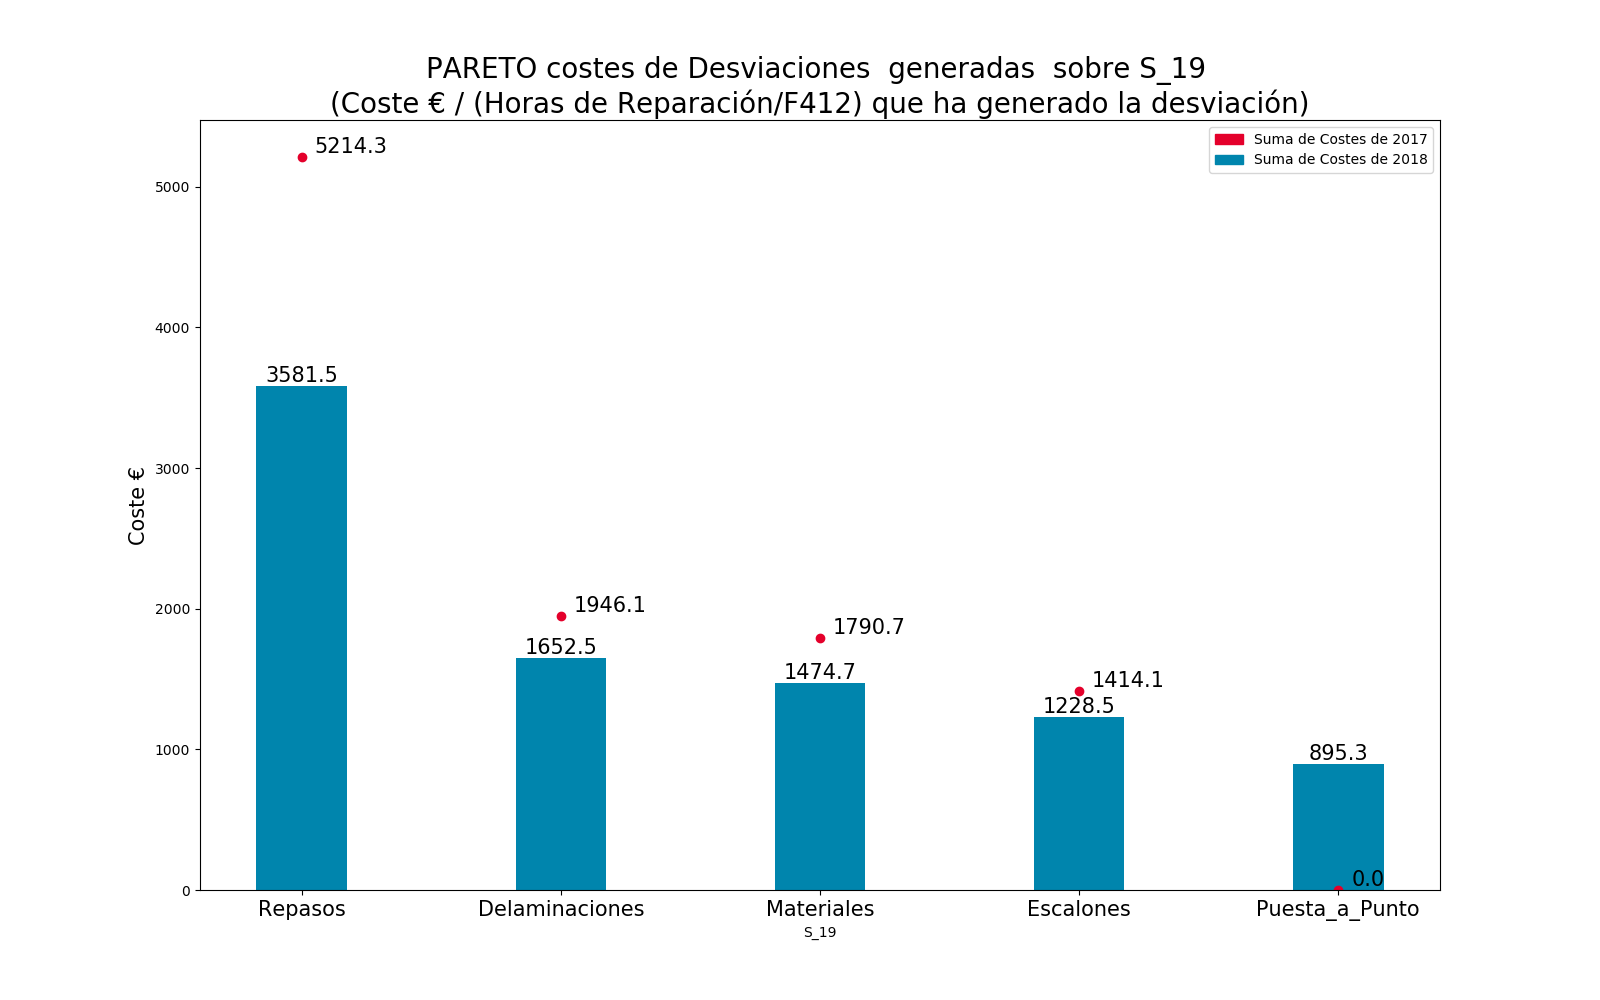 PARETO costes de Desviaciones  generadas  sobre S_19
(Coste € / (Horas de Reparación/F412) que ha generado la desviación)
Suma de Costes de 2017
Suma de Costes de 2018
Coste €
5000
4000
3000
2000
1000
0
5214.3
3581.5
1946.1
1652.5
1790.7
1474.7
1414.1
1228.5
895.3
0.0
Repasos
Delaminaciones
Materiales
Escalones
Puesta_a_Punto
S_19